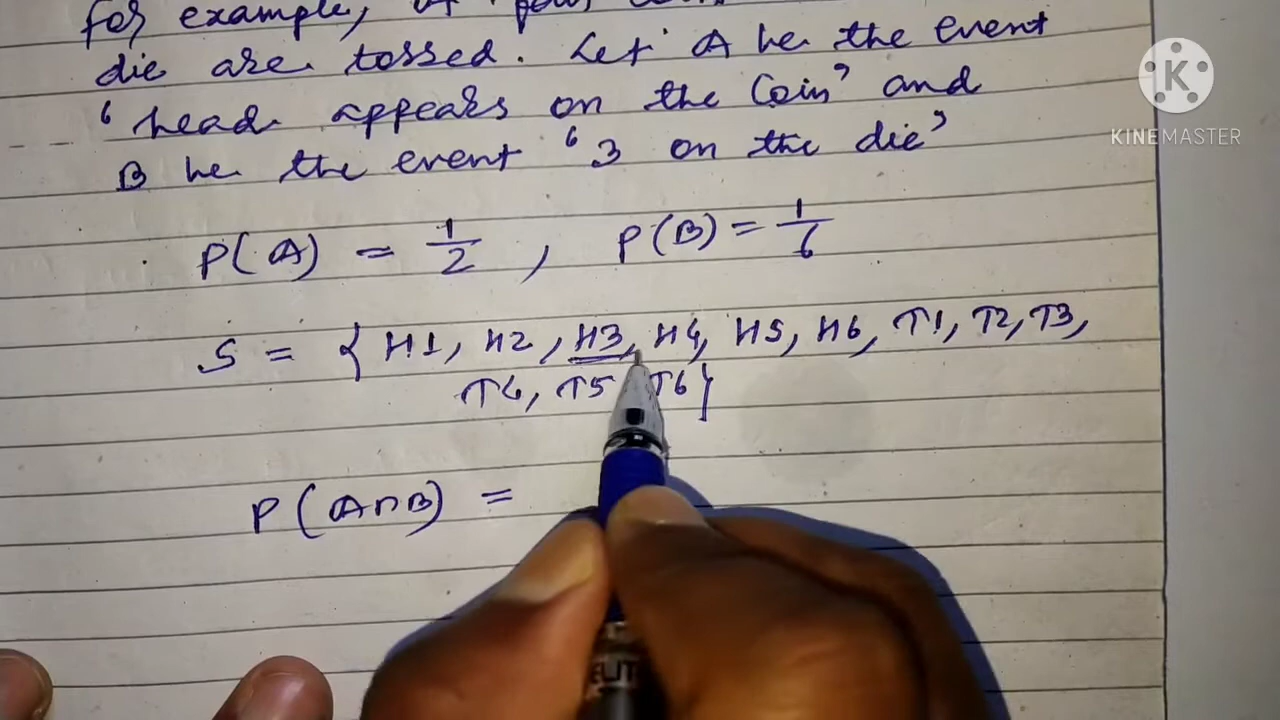 for example,
die are tossed. Let A be the event
'head appears on the Coin' and
B be the event '3 on the die'
P(A) = 1/2 , P(B) = 1/6
S = { H1, H2, H3, H4, H5, H6, T1, T2, T3,
T4, T5 T6}
P(A∩B) =
K
KINEMASTER
ELIT